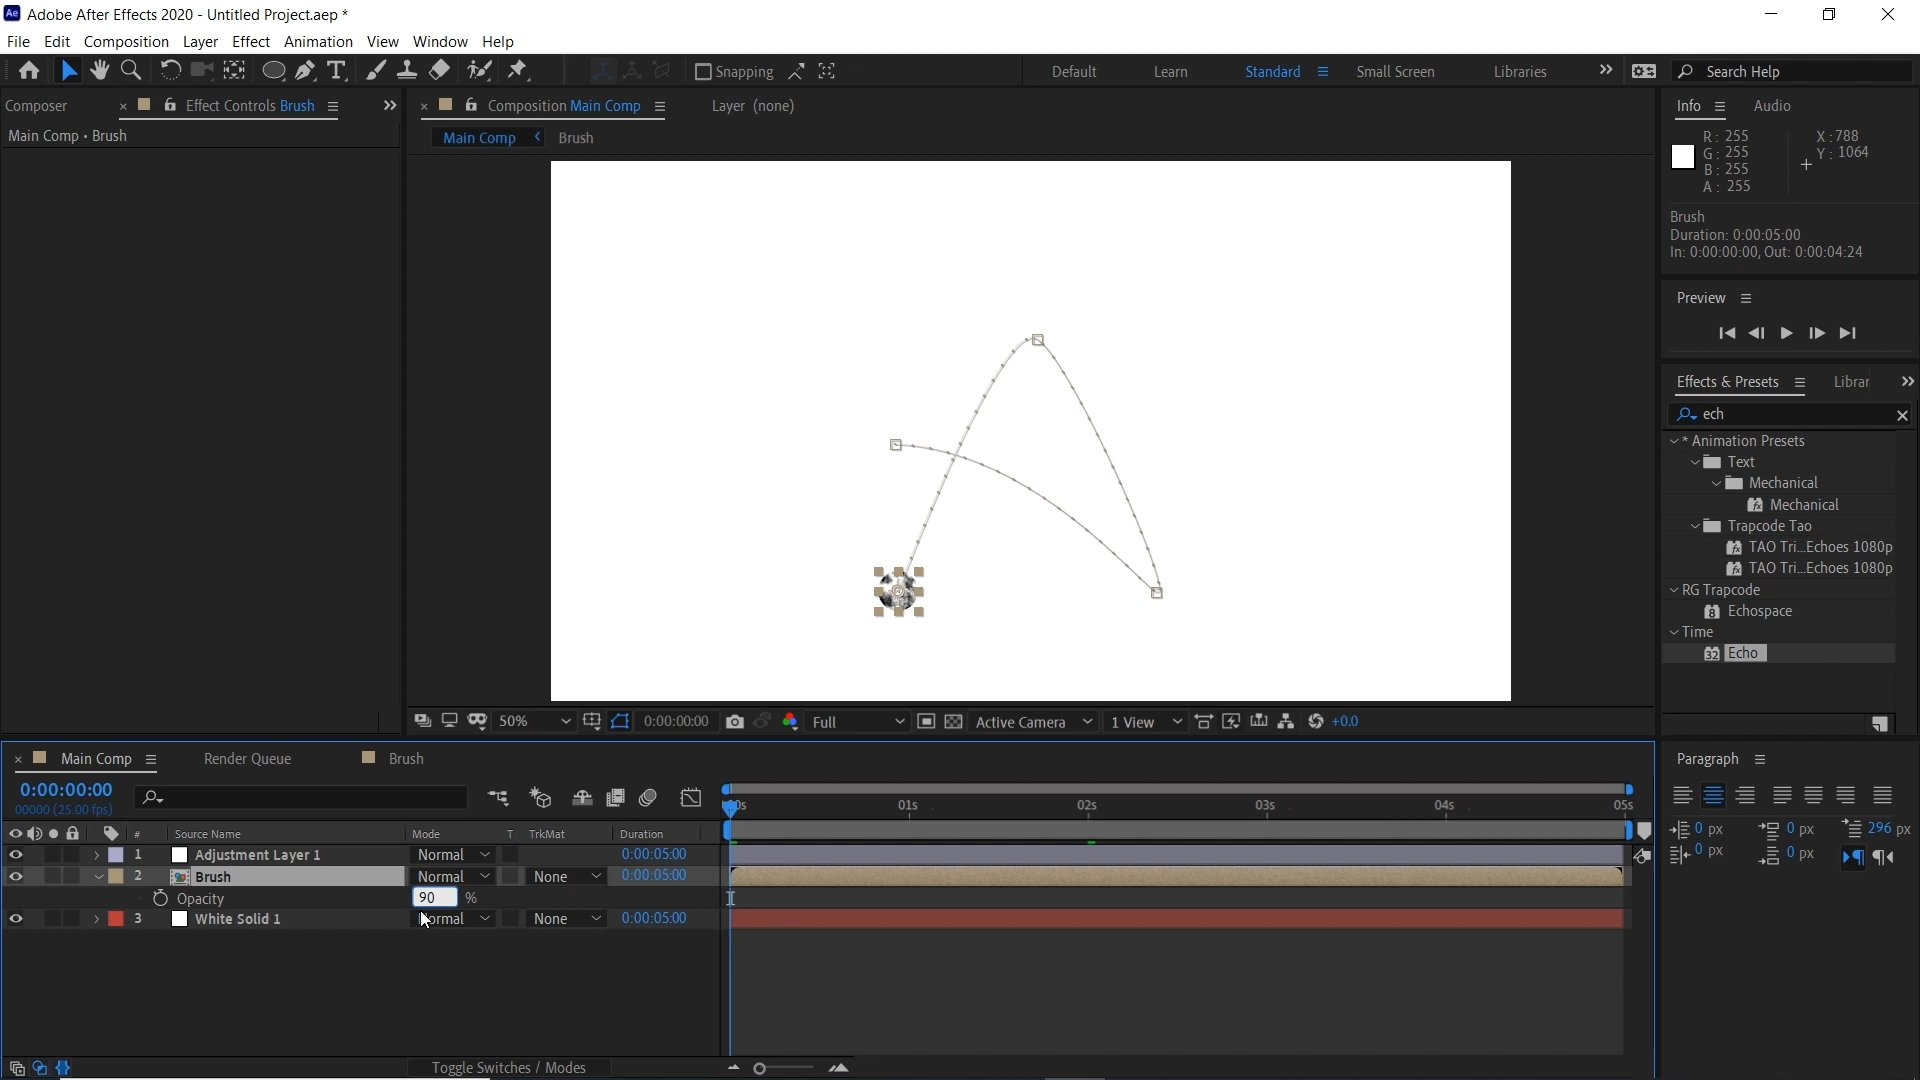 Ae Adobe After Effects 2020 - Untitled Project.aep *
File Edit Composition Layer Effect Animation View Window Help
Snapping Default Learn Standard Small Screen Libraries Search Help
Composer Effect Controls Brush Composition Main Comp Layer (none)
Main Comp • Brush
Main Comp Brush
Info Audio
R: 255
G: 255
B: 255
A: 255
X: 788
Y: 1064
Brush
Duration: 0:00:05:00
In: 0:00:00:00, Out: 0:00:04:24
Preview
Effects & Presets Librar
ech
* Animation Presets
Text
Mechanical
Mechanical
Trapcode Tao
TAO Tri...Echoes 1080p
TAO Tri...Echoes 1080p
RG Trapcode
8 Echospace
Time
32 Echo
50% 0:00:00:00 Full Active Camera 1 View +0.0
Main Comp Render Queue Brush
0:00:00:00
00000 (25.00 fps)
01s 02s 03s 04s 05s
# Source Name Mode T TrkMat Duration
1 Adjustment Layer 1 Normal 0:00:05:00
2 Brush Normal None 0:00:05:00
Opacity 90 %
3 White Solid 1 None 0:00:05:00
Toggle Switches / Modes
Paragraph
0 px 0 px 296 px
0 px 0 px